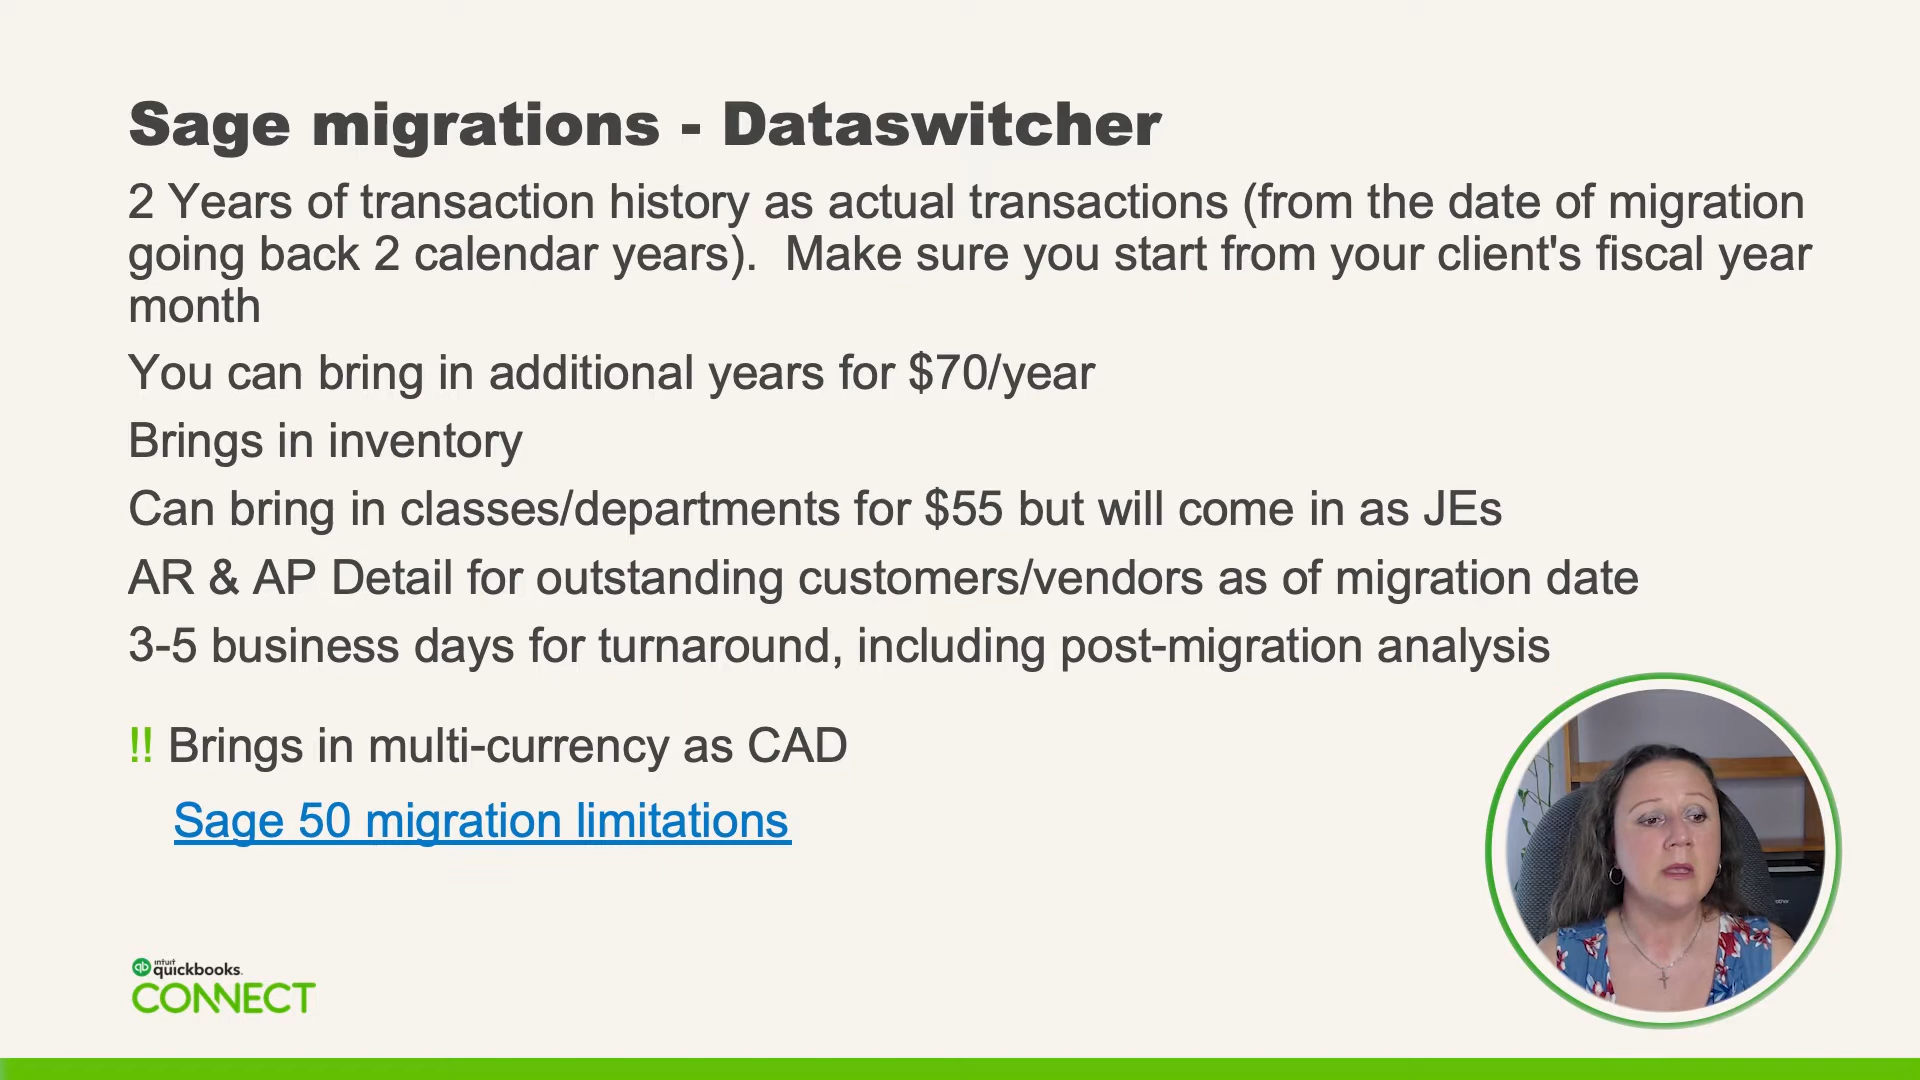 Sage migrations - Dataswitcher
2 Years of transaction history as actual transactions (from the date of migration
going back 2 calendar years).  Make sure you start from your client's fiscal year
month
You can bring in additional years for $70/year
Brings in inventory
Can bring in classes/departments for $55 but will come in as JEs
AR & AP Detail for outstanding customers/vendors as of migration date
3-5 business days for turnaround, including post-migration analysis
!! Brings in multi-currency as CAD
Sage 50 migration limitations
qb intuit
quickbooks.
CONNECT